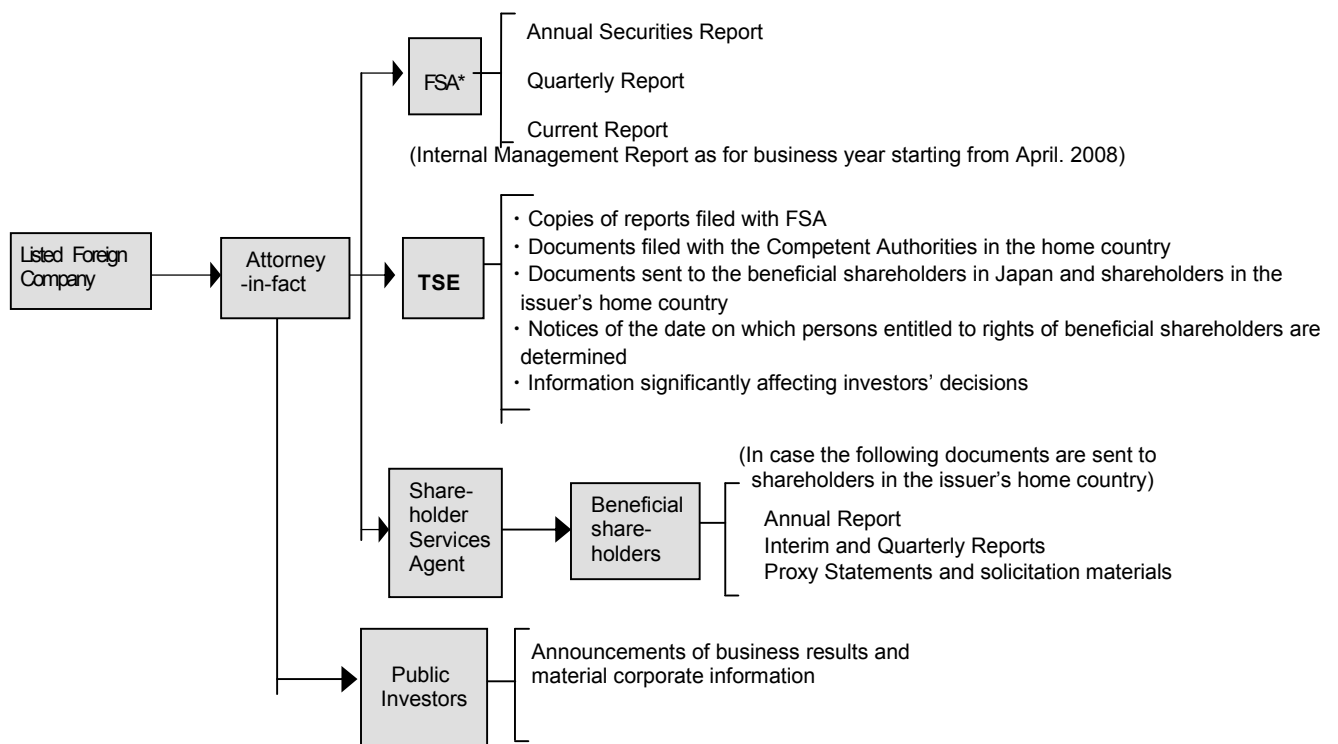 Annual Securities Report
FSA*
Quarterly Report
Current Report
(Internal Management Report as for business year starting from April. 2008)
Listed Foreign
Company
Attorney
-in-fact
TSE
・Copies of reports filed with FSA
・Documents filed with the Competent Authorities in the home country
・Documents sent to the beneficial shareholders in Japan and shareholders in the
issuer's home country
・Notices of the date on which persons entitled to rights of beneficial shareholders are
determined
・Information significantly affecting investors' decisions
Share-
holder
Services
Agent
Beneficial
share-
holders
(In case the following documents are sent to
shareholders in the issuer's home country)
Annual Report
Interim and Quarterly Reports
Proxy Statements and solicitation materials
Public
Investors
Announcements of business results and
material corporate information